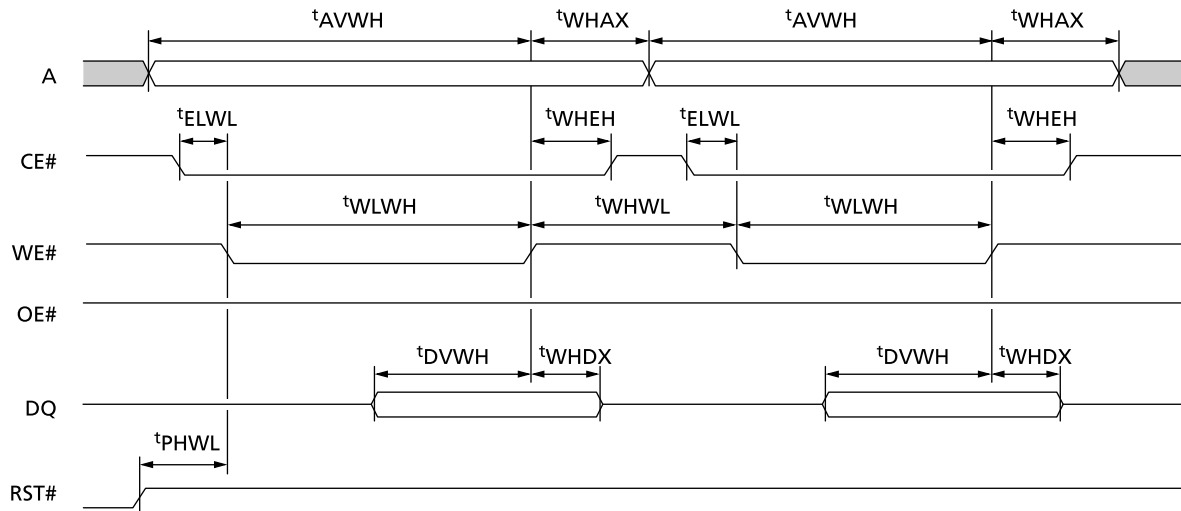 tAVWH tWHAX tAVWH tWHAX
A
tELWL tWHEH tELWL tWHEH
CE#
tWLWH tWHWL tWLWH
WE#
OE#
tDVWH tWHDX tDVWH tWHDX
DQ
tPHWL
RST#